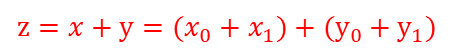 z = x + y = (x₀ + x₁) + (y₀ + y₁)